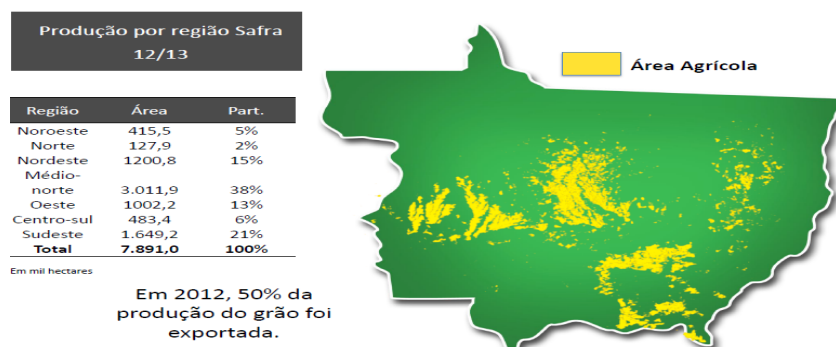 Produção por região Safra
12/13
Área Agrícola
Região Área Part.
Noroeste 415,5 5%
Norte 127,9 2%
Nordeste 1200,8 15%
Médio-
norte 3.011,9 38%
Oeste 1002,2 13%
Centro-sul 483,4 6%
Sudeste 1.649,2 21%
Total 7.891,0 100%
Em mil hectares
Em 2012, 50% da
produção do grão foi
exportada.